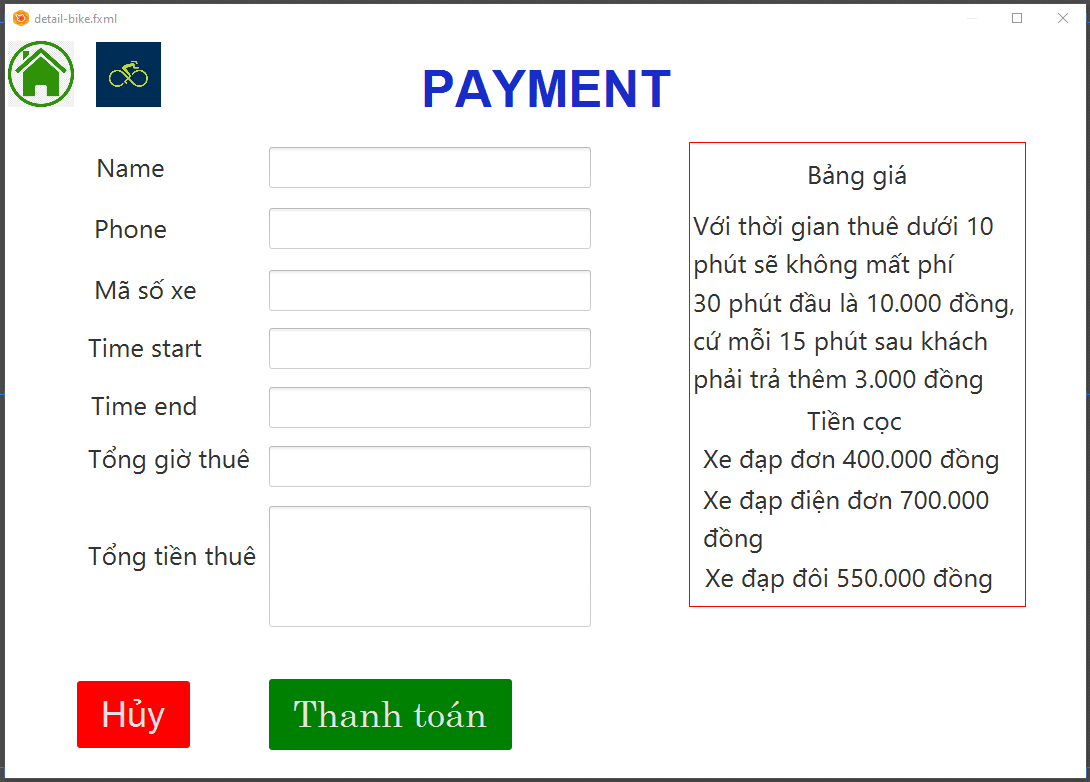 detail-bike.fxml
PAYMENT
Name
Phone
Mã số xe
Time start
Time end
Tổng giờ thuê
Tổng tiền thuê
Hủy
Thanh toán
Bảng giá
Với thời gian thuê dưới 10
phút sẽ không mất phí
30 phút đầu là 10.000 đồng,
cứ mỗi 15 phút sau khách
phải trả thêm 3.000 đồng
Tiền cọc
Xe đạp đơn 400.000 đồng
Xe đạp điện đơn 700.000
đồng
Xe đạp đôi 550.000 đồng